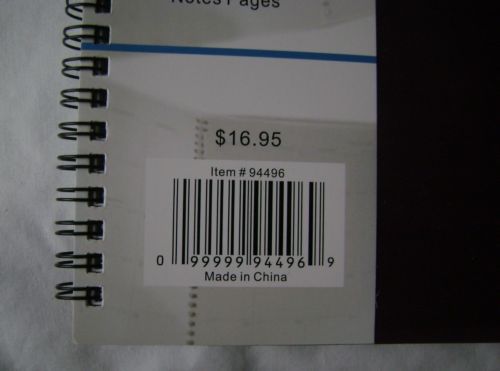 Notes Pages
$16.95
Item # 94496
0 99999 94496 9
Made in China